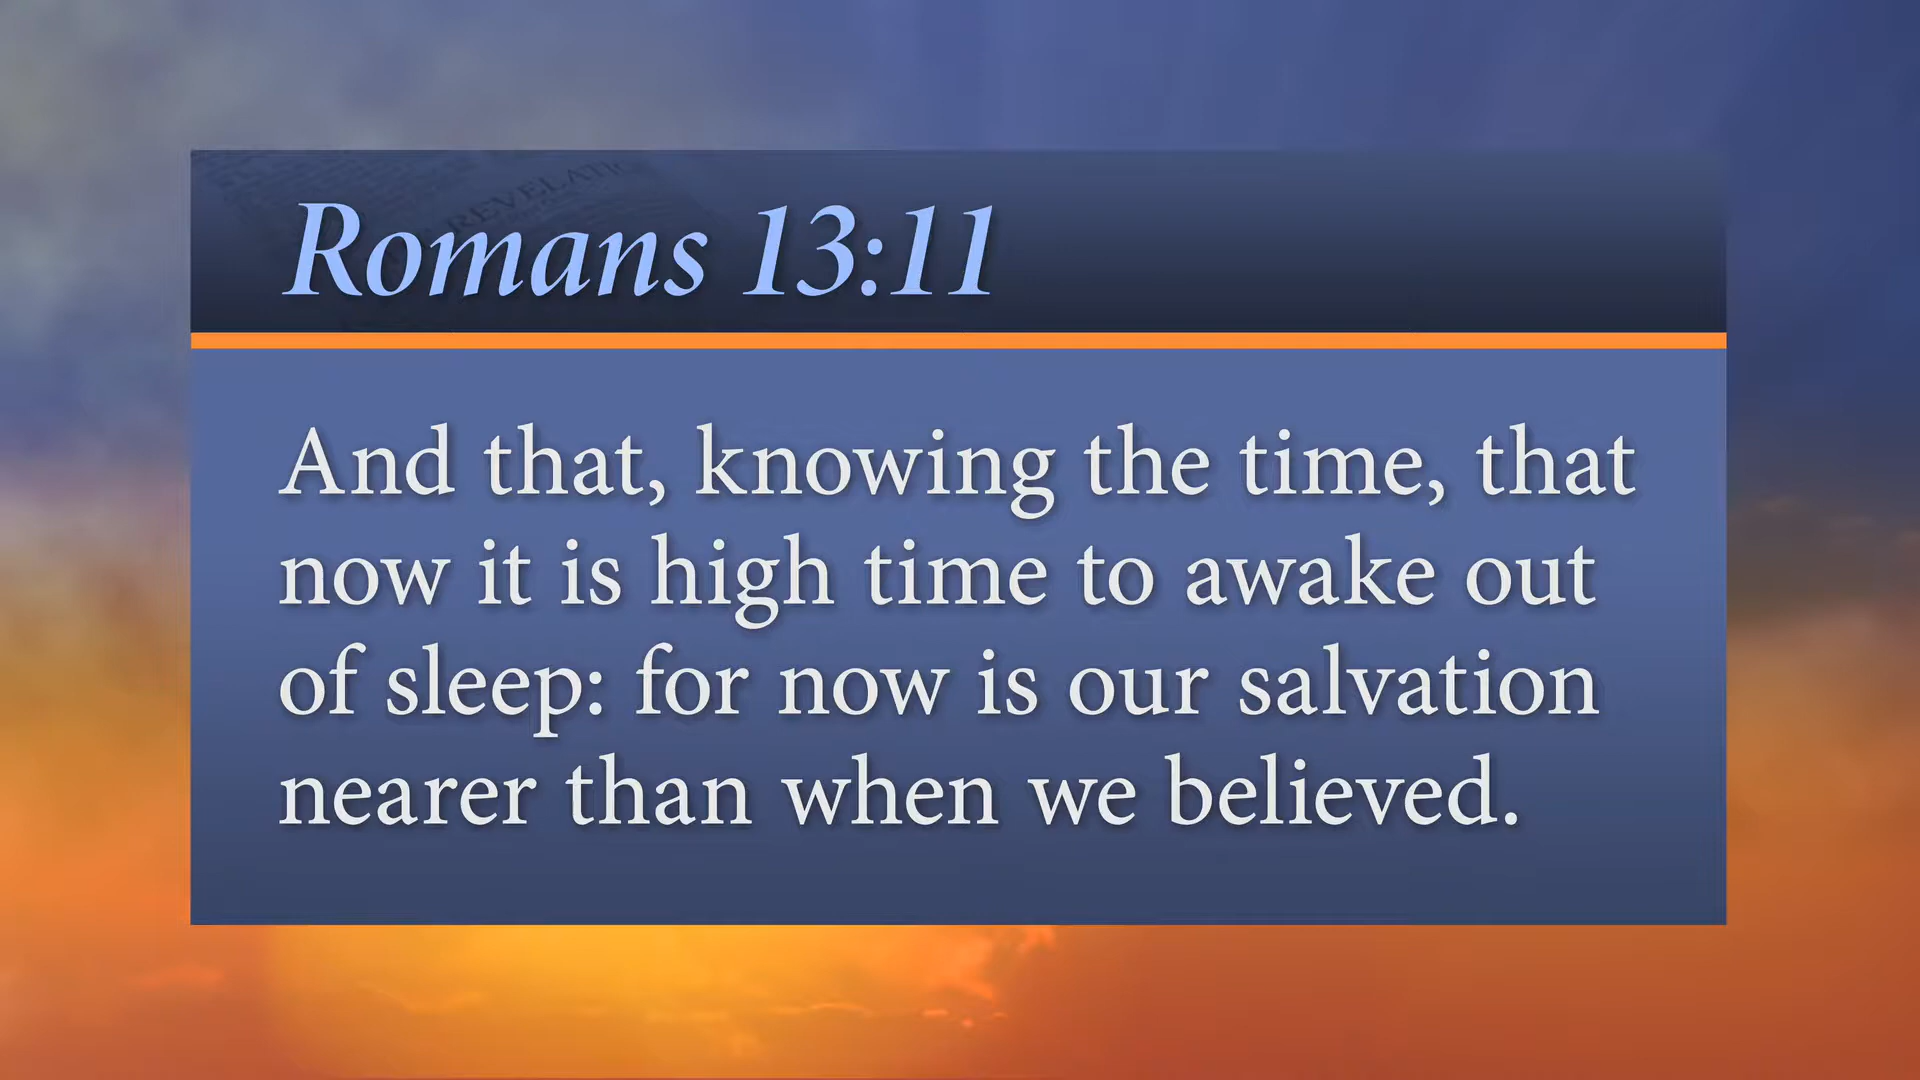 REVELATIO
Romans 13:11
And that, knowing the time, that
now it is high time to awake out
of sleep: for now is our salvation
nearer than when we believed.